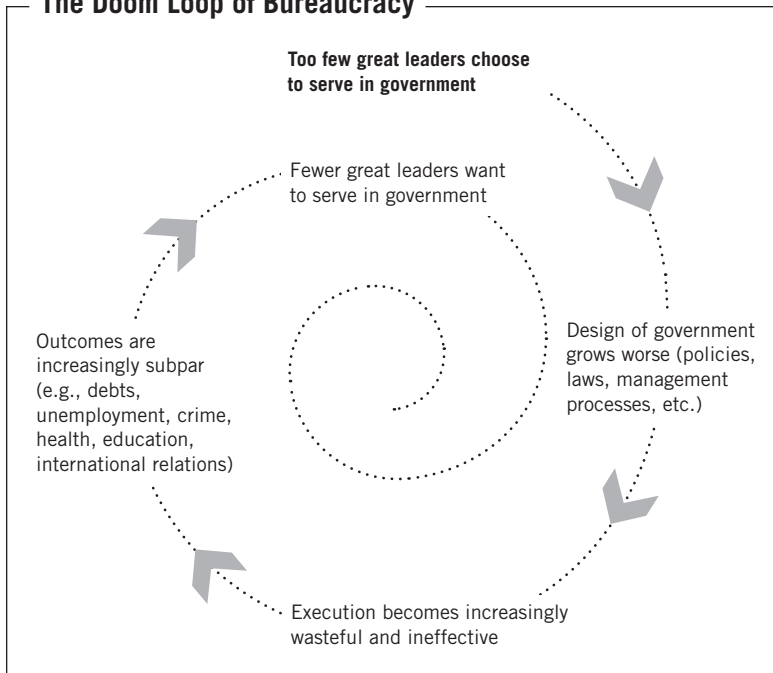 The Doom Loop of Bureaucracy
Too few great leaders choose
to serve in government
Fewer great leaders want
to serve in government
Design of government
grows worse (policies,
laws, management
processes, etc.)
Execution becomes increasingly
wasteful and ineffective
Outcomes are
increasingly subpar
(e.g., debts,
unemployment, crime,
health, education,
international relations)